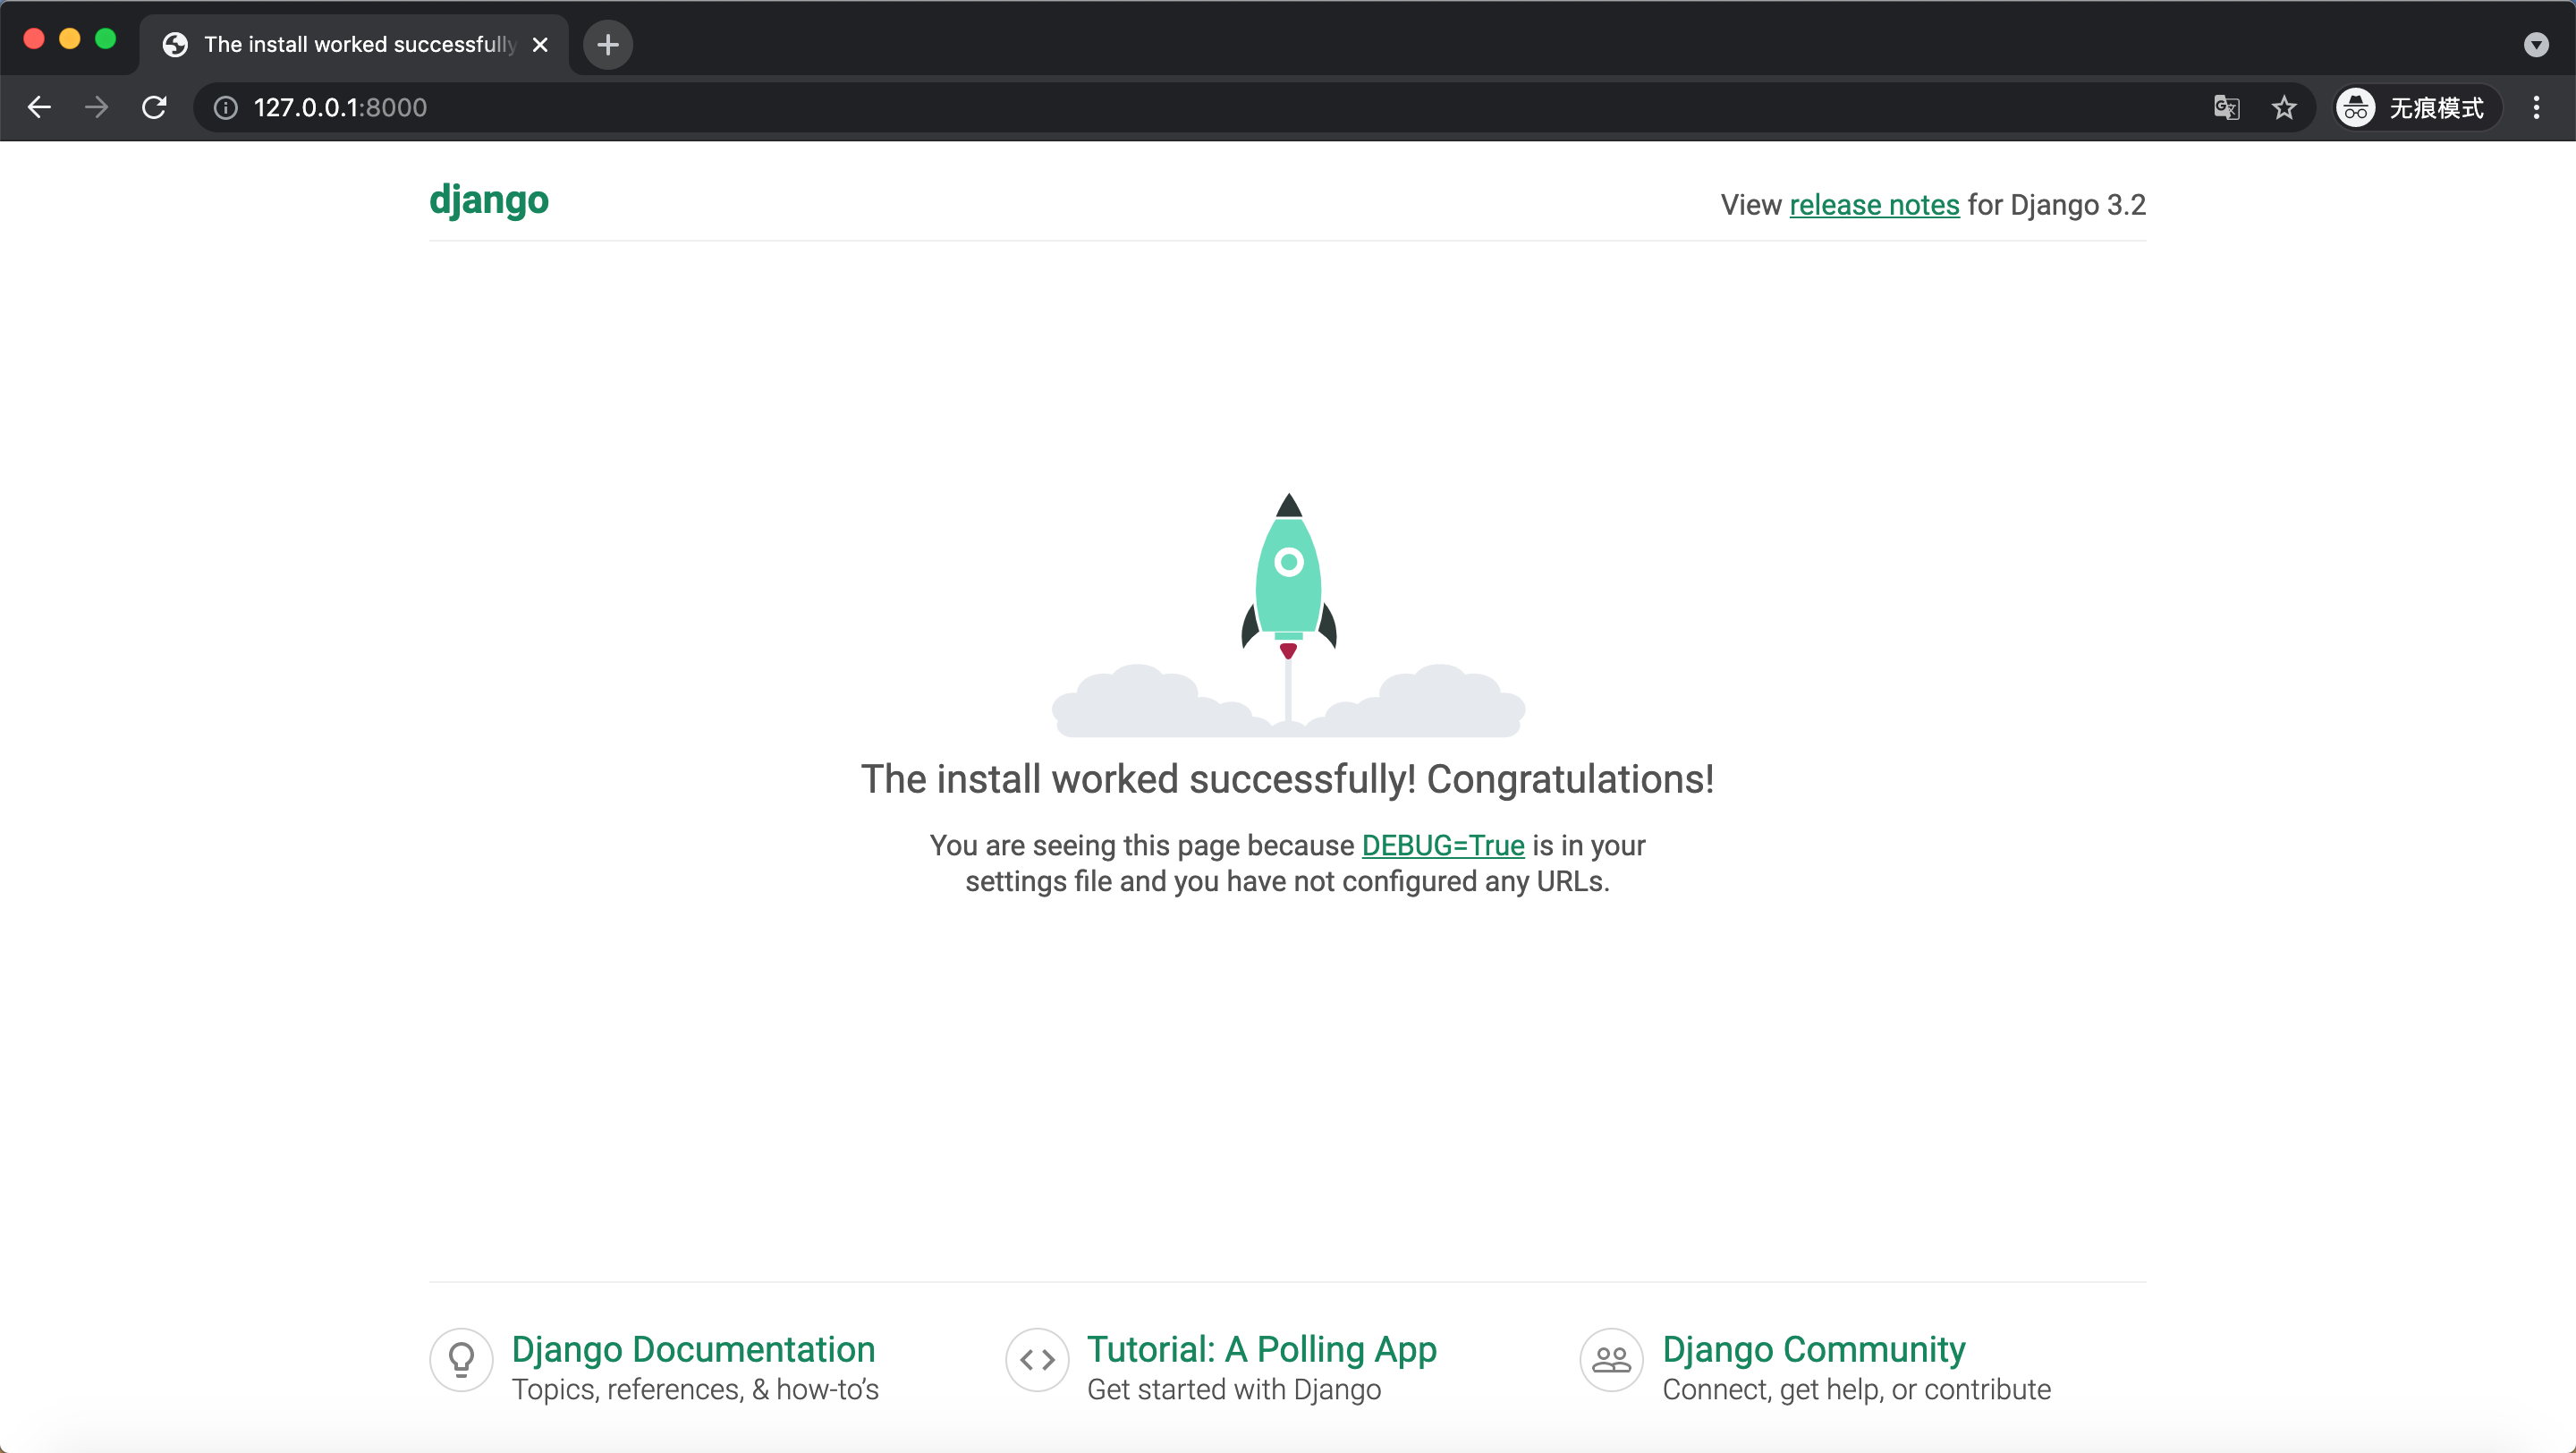 The install worked successfully
127.0.0.1:8000
无痕模式
django
View release notes for Django 3.2
The install worked successfully! Congratulations!
You are seeing this page because DEBUG=True is in your
settings file and you have not configured any URLs.
Django Documentation
Topics, references, & how-to’s
Tutorial: A Polling App
Get started with Django
Django Community
Connect, get help, or contribute